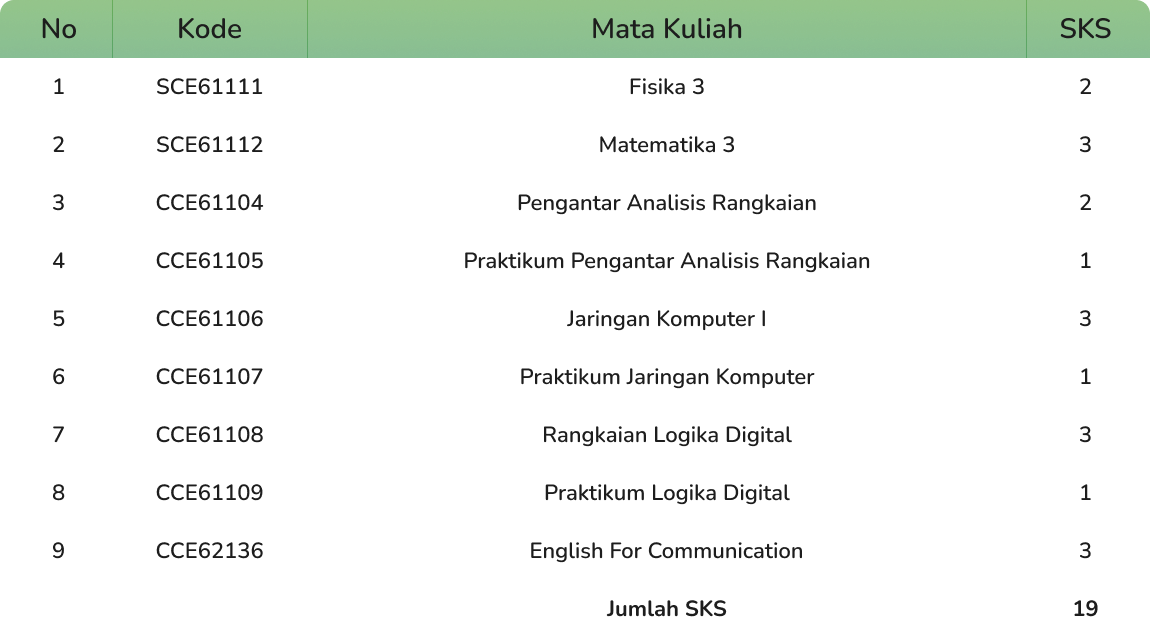 No Kode Mata Kuliah SKS
1 SCE61111 Fisika 3 2
2 SCE61112 Matematika 3 3
3 CCE61104 Pengantar Analisis Rangkaian 2
4 CCE61105 Praktikum Pengantar Analisis Rangkaian 1
5 CCE61106 Jaringan Komputer I 3
6 CCE61107 Praktikum Jaringan Komputer 1
7 CCE61108 Rangkaian Logika Digital 3
8 CCE61109 Praktikum Logika Digital 1
9 CCE62136 English For Communication 3
Jumlah SKS 19